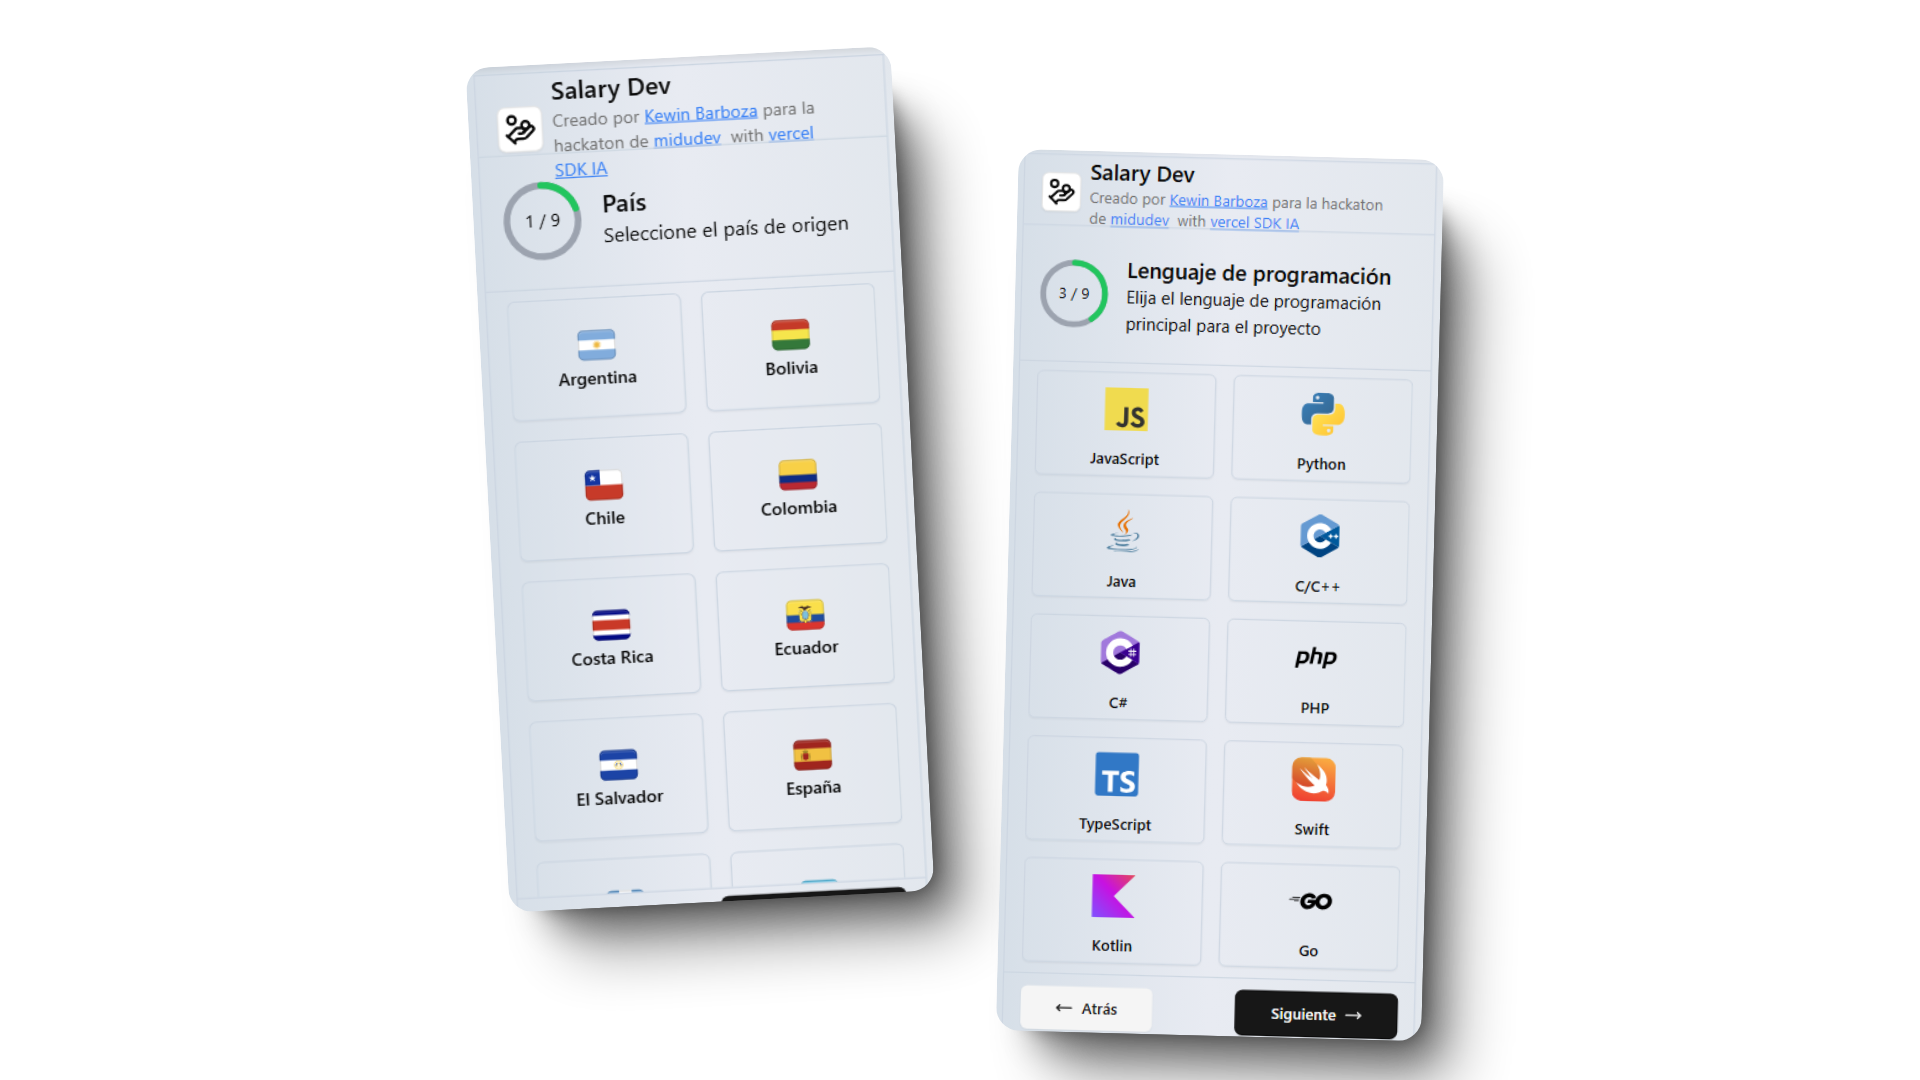 Salary Dev
Creado por Kewin Barboza para la
hackaton de midudev with vercel
SDK IA
1 / 9
País
Seleccione el país de origen
Argentina
Bolivia
Chile
Colombia
Costa Rica
Ecuador
El Salvador
España
Salary Dev
Creado por Kewin Barboza para la hackaton
de midudev with vercel SDK IA
3 / 9
Lenguaje de programación
Elija el lenguaje de programación
principal para el proyecto
JS
JavaScript
Python
Java
C++
C/C++
C#
C#
php
PHP
TS
TypeScript
Swift
Kotlin
GO
Go
← Atrás
Siguiente →